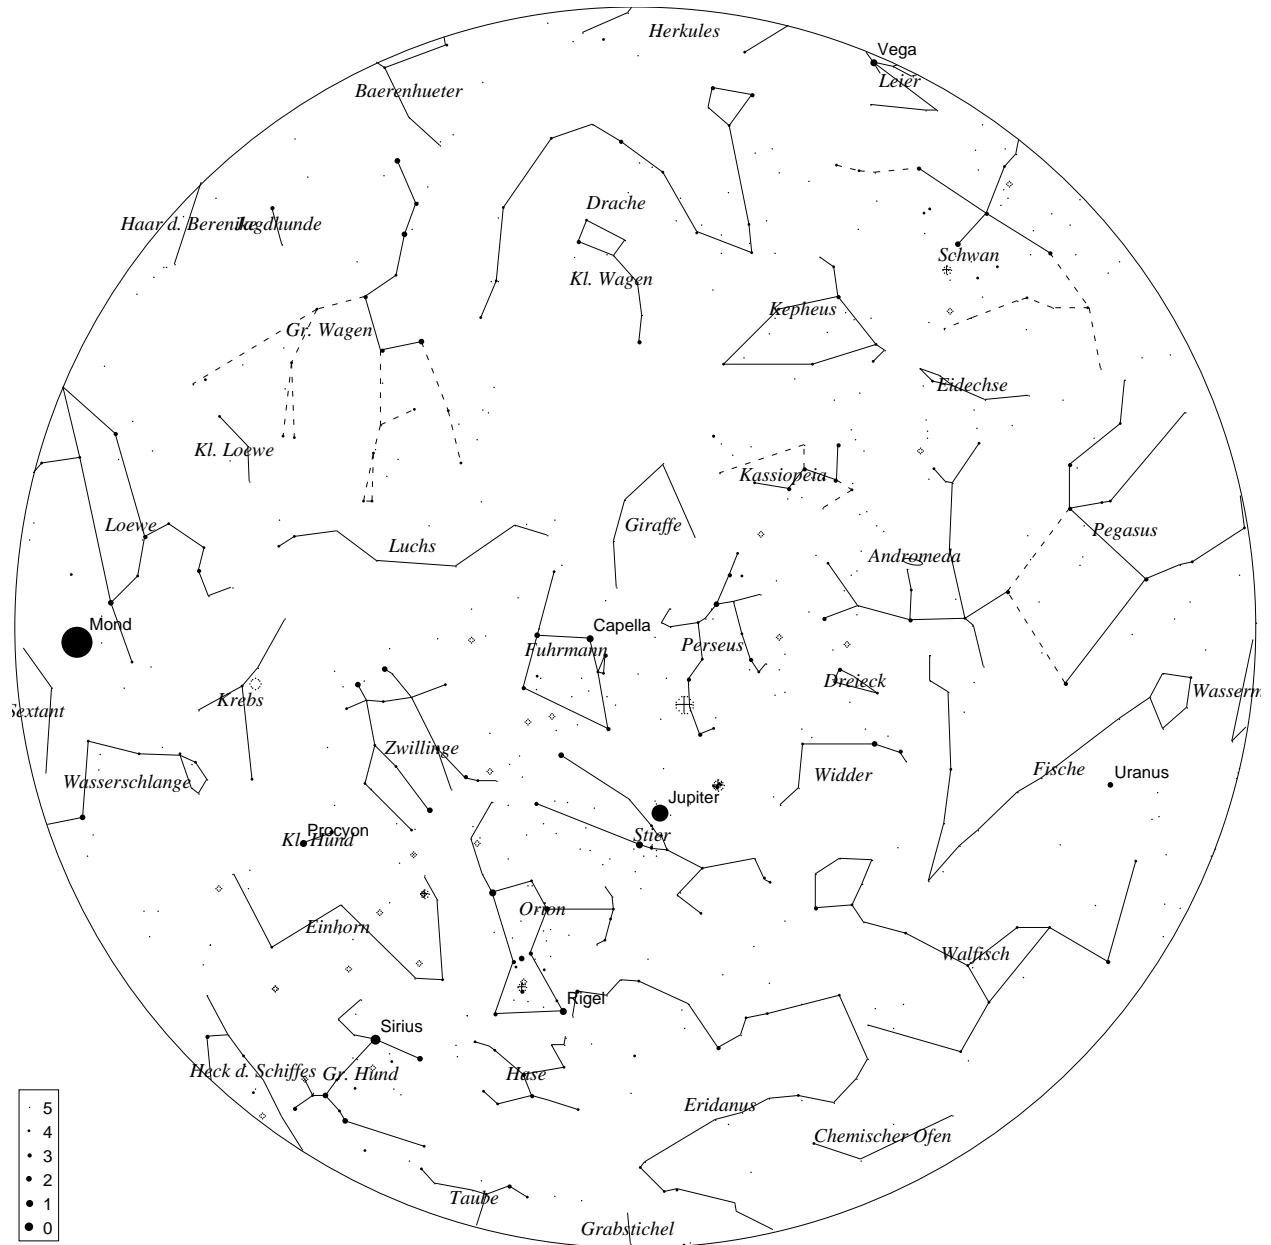 Herkules
Vega
Leier
Baerenhueter
Drache
Haar d. Berenike
Jagdhunde
Schwan
Kl. Wagen
Kepheus
Gr. Wagen
Eidechse
Kl. Loewe
Kassiopeia
Loewe
Giraffe
Pegasus
Luchs
Andromeda
Mond
Capella
Fuhrmann
Perseus
Dreieck
Krebs
Wasserm
Sextant
Zwillinge
Wasserschlange
Widder
Fische
Uranus
Jupiter
Procyon
Kl. Hund
Stier
Orion
Einhorn
Walfisch
Rigel
Sirius
Heck d. Schiffes
Gr. Hund
Hase
Eridanus
Chemischer Ofen
Taube
Grabstichel
5
4
3
2
1
0